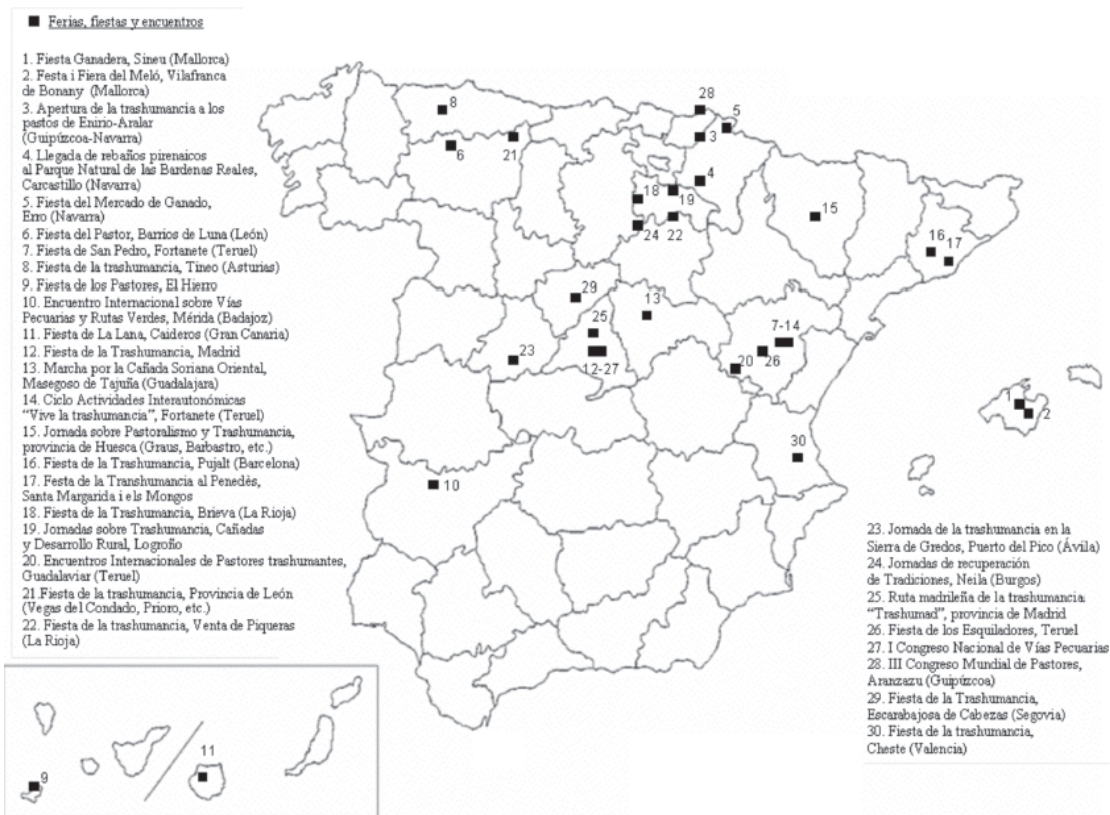 Ferias, fiestas y encuentros
1. Fiesta Ganadera, Sineu (Mallorca)
2. Festa i Fiera del Meló, Vilafranca
de Bonany (Mallorca)
3. Apertura de la trashumancia a los
pastos de Enirio-Aralar
(Guipúzcoa-Navarra)
4. Llegada de rebaños pirenaicos
al Parque Natural de las Bardenas Reales,
Carcastillo (Navarra)
5. Fiesta del Mercado de Ganado,
Erro (Navarra)
6. Fiesta del Pastor, Barrios de Luna (León)
7. Fiesta de San Pedro, Fortanete (Teruel)
8. Fiesta de la trashumancia, Tineo (Asturias)
9. Fiesta de los Pastores, El Hierro
10. Encuentro Internacional sobre Vías
Pecuarias y Rutas Verdes, Mérida (Badajoz)
11. Fiesta de La Lana, Caideros (Gran Canaria)
12. Fiesta de la Trashumancia, Madrid
13. Marcha por la Cañada Soriana Oriental,
Masegoso de Tajuña (Guadalajara)
14. Ciclo Actividades Interautonómicas
“Vive la trashumancia”, Fortanete (Teruel)
15. Jornada sobre Pastoralismo y Trashumancia,
provincia de Huesca (Graus, Barbastro, etc.)
16. Fiesta de la Trashumancia, Pujalt (Barcelona)
17. Festa de la Transhumancia al Penedès,
Santa Margarida i els Mongos
18. Fiesta de la Trashumancia, Brieva (La Rioja)
19. Jornadas sobre Trashumancia, Cañadas
y Desarrollo Rural, Logroño
20. Encuentros Internacionales de Pastores trashumantes,
Guadalaviar (Teruel)
21.Fiesta de la trashumancia, Provincia de León
(Vegas del Condado, Prioro, etc.)
22. Fiesta de la trashumancia, Venta de Piqueras
(La Rioja)
23. Jornada de la trashumancia en la
Sierra de Gredos, Puerto del Pico (Ávila)
24. Jornadas de recuperación
de Tradiciones, Neila (Burgos)
25. Ruta madrileña de la trashumancia:
“Trashumad”, provincia de Madrid
26. Fiesta de los Esquiladores, Teruel
27. I Congreso Nacional de Vías Pecuarias
28. III Congreso Mundial de Pastores,
Aranzazu (Guipúzcoa)
29. Fiesta de la Trashumancia,
Escarabajosa de Cabezas (Segovia)
30. Fiesta de la trashumancia,
Cheste (Valencia)
28
8
5
3
6
21
4
18
19
15
24
22
16
17
29
13
25
7-14
23
12-27
20
26
1
2
30
10
11
9